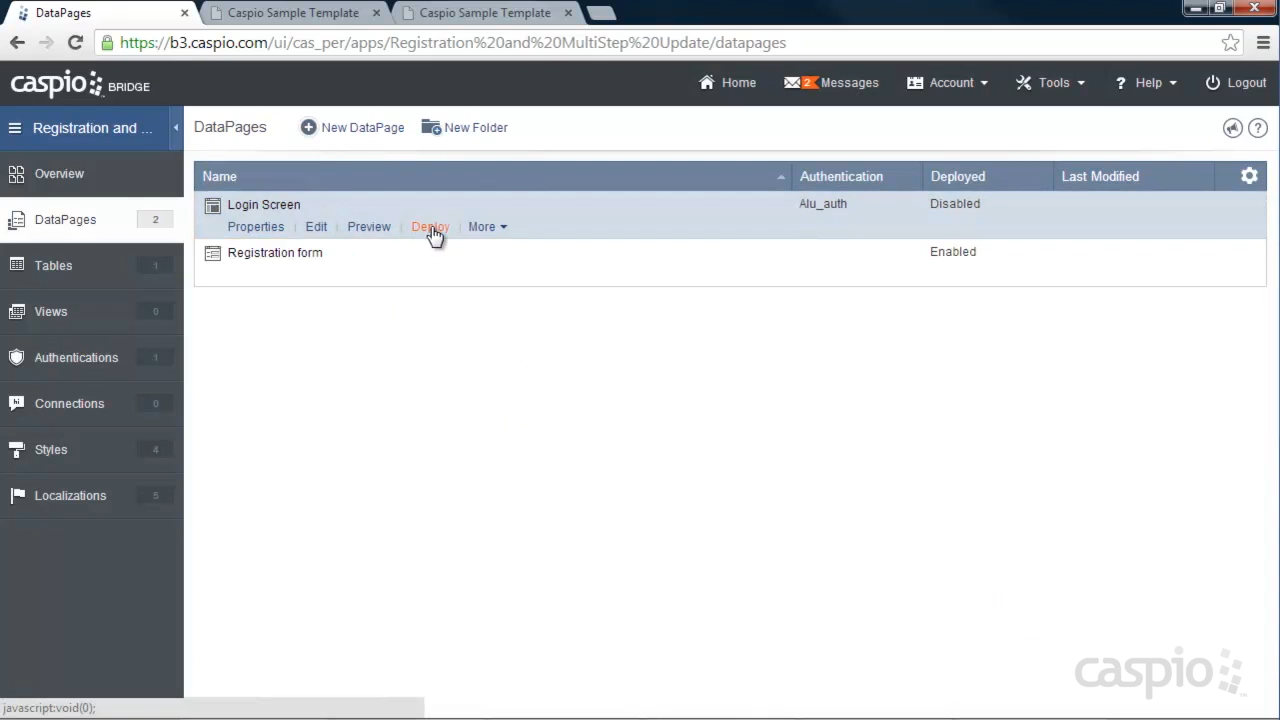 DataPages
Caspio Sample Template
Caspio Sample Template
https://b3.caspio.com/ui/cas_per/apps/Registration%20and%20MultiStep%20Update/datapages
caspio BRIDGE
Home
2 Messages
Account
Tools
? Help
Logout
Registration and ...
DataPages
New DataPage
New Folder
?
Overview
DataPages 2
Tables 1
Views 0
Authentications 1
hi Connections 0
Styles 4
Localizations 5
Name Authentication Deployed Last Modified
Login Screen Alu_auth Disabled
Properties | Edit | Preview | Deploy | More
Registration form Enabled
caspio
javascript:void(0);